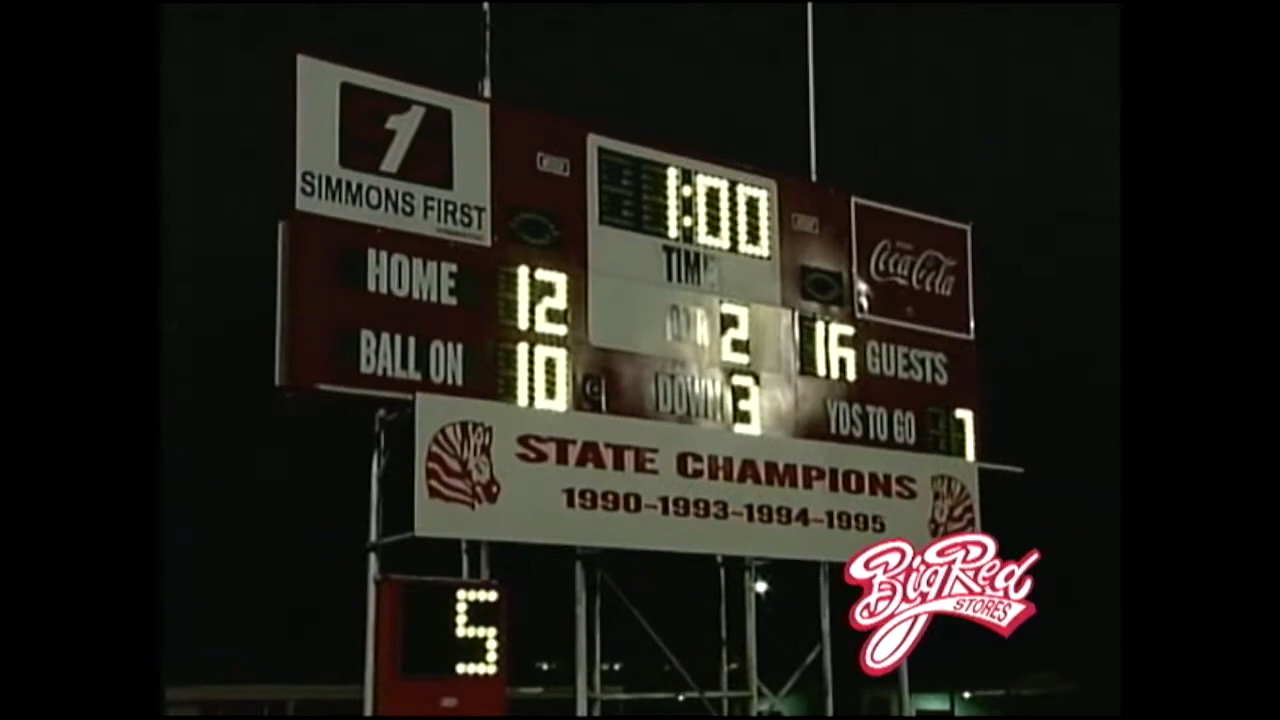 1
SIMMONS FIRST
1:00
TIME
Coca-Cola
HOME 12
QTR 2
16 GUESTS
BALL ON 10
DOWN 3
YDS TO GO 7
STATE CHAMPIONS
1990-1993-1994-1995
Big Red
STORES
5